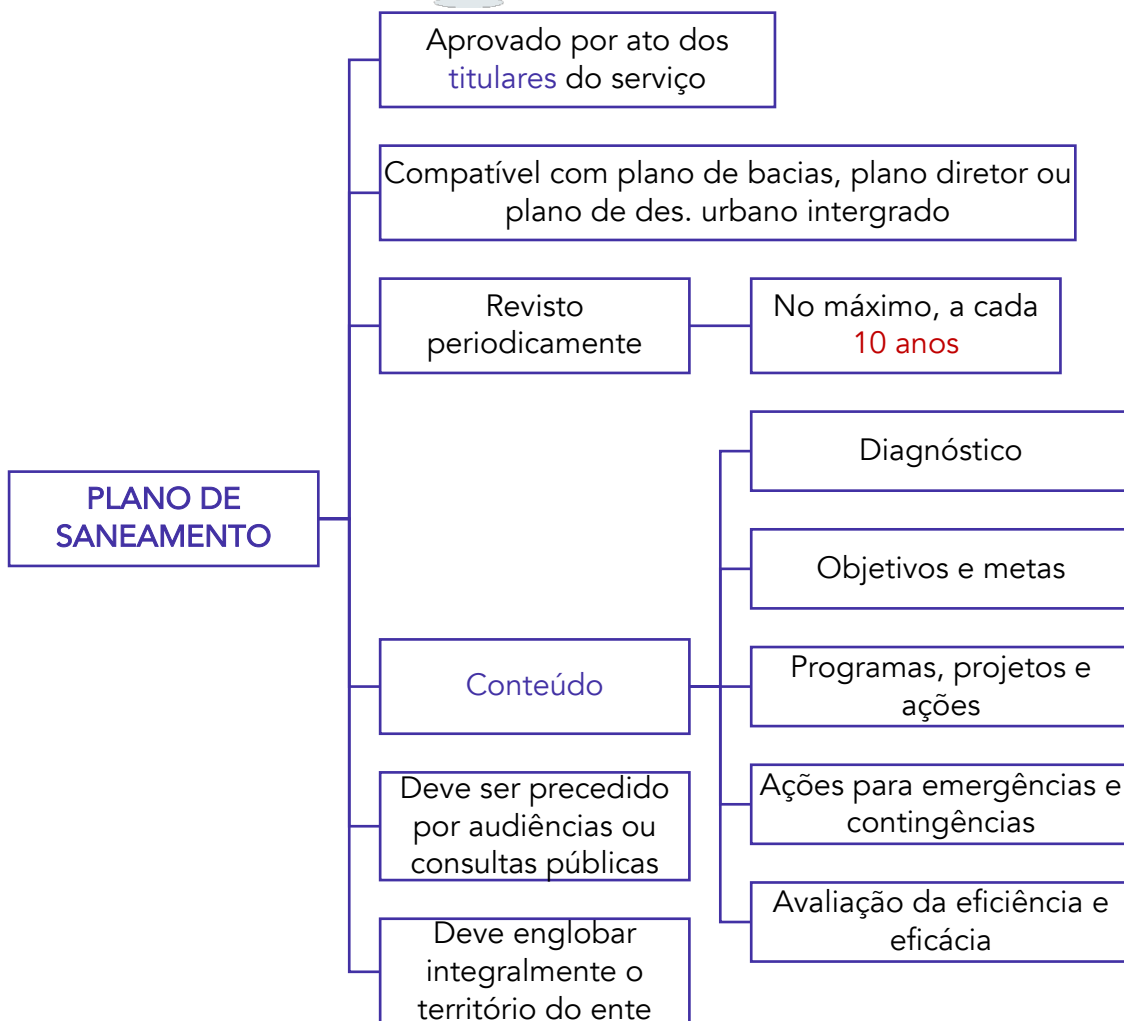 Aprovado por ato dos
titulares do serviço
Compatível com plano de bacias, plano diretor ou
plano de des. urbano intergrado
Revisto
periodicamente
No máximo, a cada
10 anos
PLANO DE
SANEAMENTO
Conteúdo
Diagnóstico
Objetivos e metas
Programas, projetos e
ações
Ações para emergências e
contingências
Avaliação da eficiência e
eficácia
Deve ser precedido
por audiências ou
consultas públicas
Deve englobar
integralmente o
território do ente